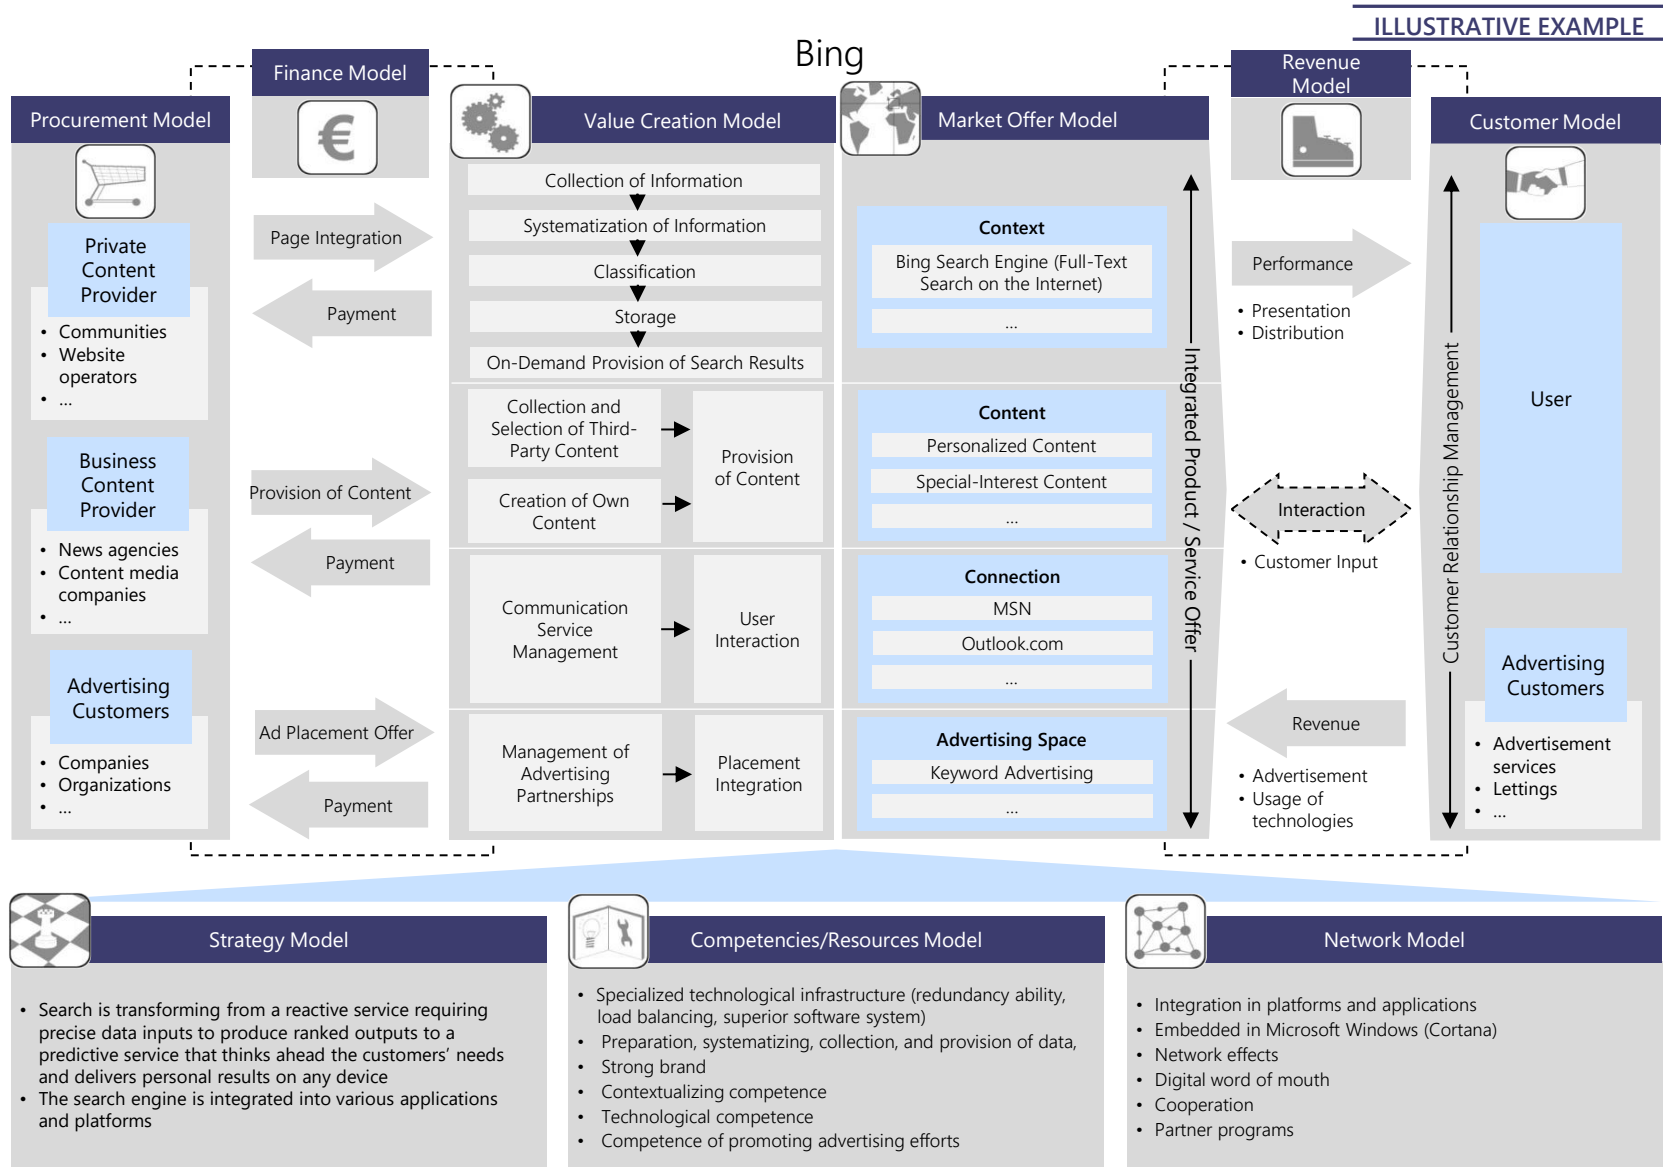 ILLUSTRATIVE EXAMPLE
Bing
Procurement Model
Private
Content
Provider
• Communities
• Website
operators
• ...
Business
Content
Provider
• News agencies
• Content media
companies
• ...
Advertising
Customers
• Companies
• Organizations
• ...
Finance Model
€
Page Integration
Payment
Provision of Content
Payment
Ad Placement Offer
Payment
Value Creation Model
Collection of Information
Systematization of Information
Classification
Storage
On-Demand Provision of Search Results
Collection and
Selection of Third-
Party Content
Creation of Own
Content
Provision
of Content
Communication
Service
Management
User
Interaction
Management of
Advertising
Partnerships
Placement
Integration
Market Offer Model
Context
Bing Search Engine (Full-Text
Search on the Internet)
...
Content
Personalized Content
Special-Interest Content
...
Connection
MSN
Outlook.com
...
Advertising Space
Keyword Advertising
...
Integrated Product / Service Offer
Revenue
Model
Performance
• Presentation
• Distribution
Interaction
• Customer Input
Revenue
• Advertisement
• Usage of
technologies
Customer Model
Customer Relationship Management
User
Advertising
Customers
• Advertisement
services
• Lettings
• ...
Strategy Model
• Search is transforming from a reactive service requiring
precise data inputs to produce ranked outputs to a
predictive service that thinks ahead the customers' needs
and delivers personal results on any device
• The search engine is integrated into various applications
and platforms
Competencies/Resources Model
• Specialized technological infrastructure (redundancy ability,
load balancing, superior software system)
• Preparation, systematizing, collection, and provision of data,
• Strong brand
• Contextualizing competence
• Technological competence
• Competence of promoting advertising efforts
Network Model
• Integration in platforms and applications
• Embedded in Microsoft Windows (Cortana)
• Network effects
• Digital word of mouth
• Cooperation
• Partner programs